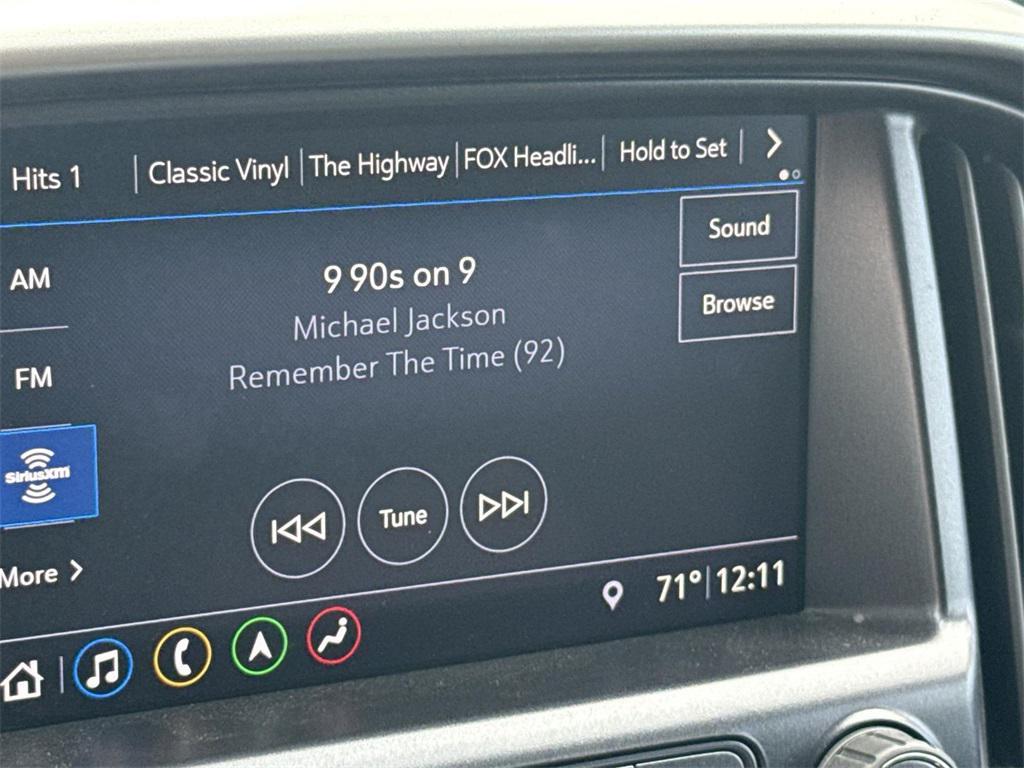 Hits 1 Classic Vinyl The Highway FOX Headli... Hold to Set
Sound
AM
9 90s on 9
Browse
Michael Jackson
FM
Remember The Time (92)
SiriusXM
Tune
More
71° 12:11